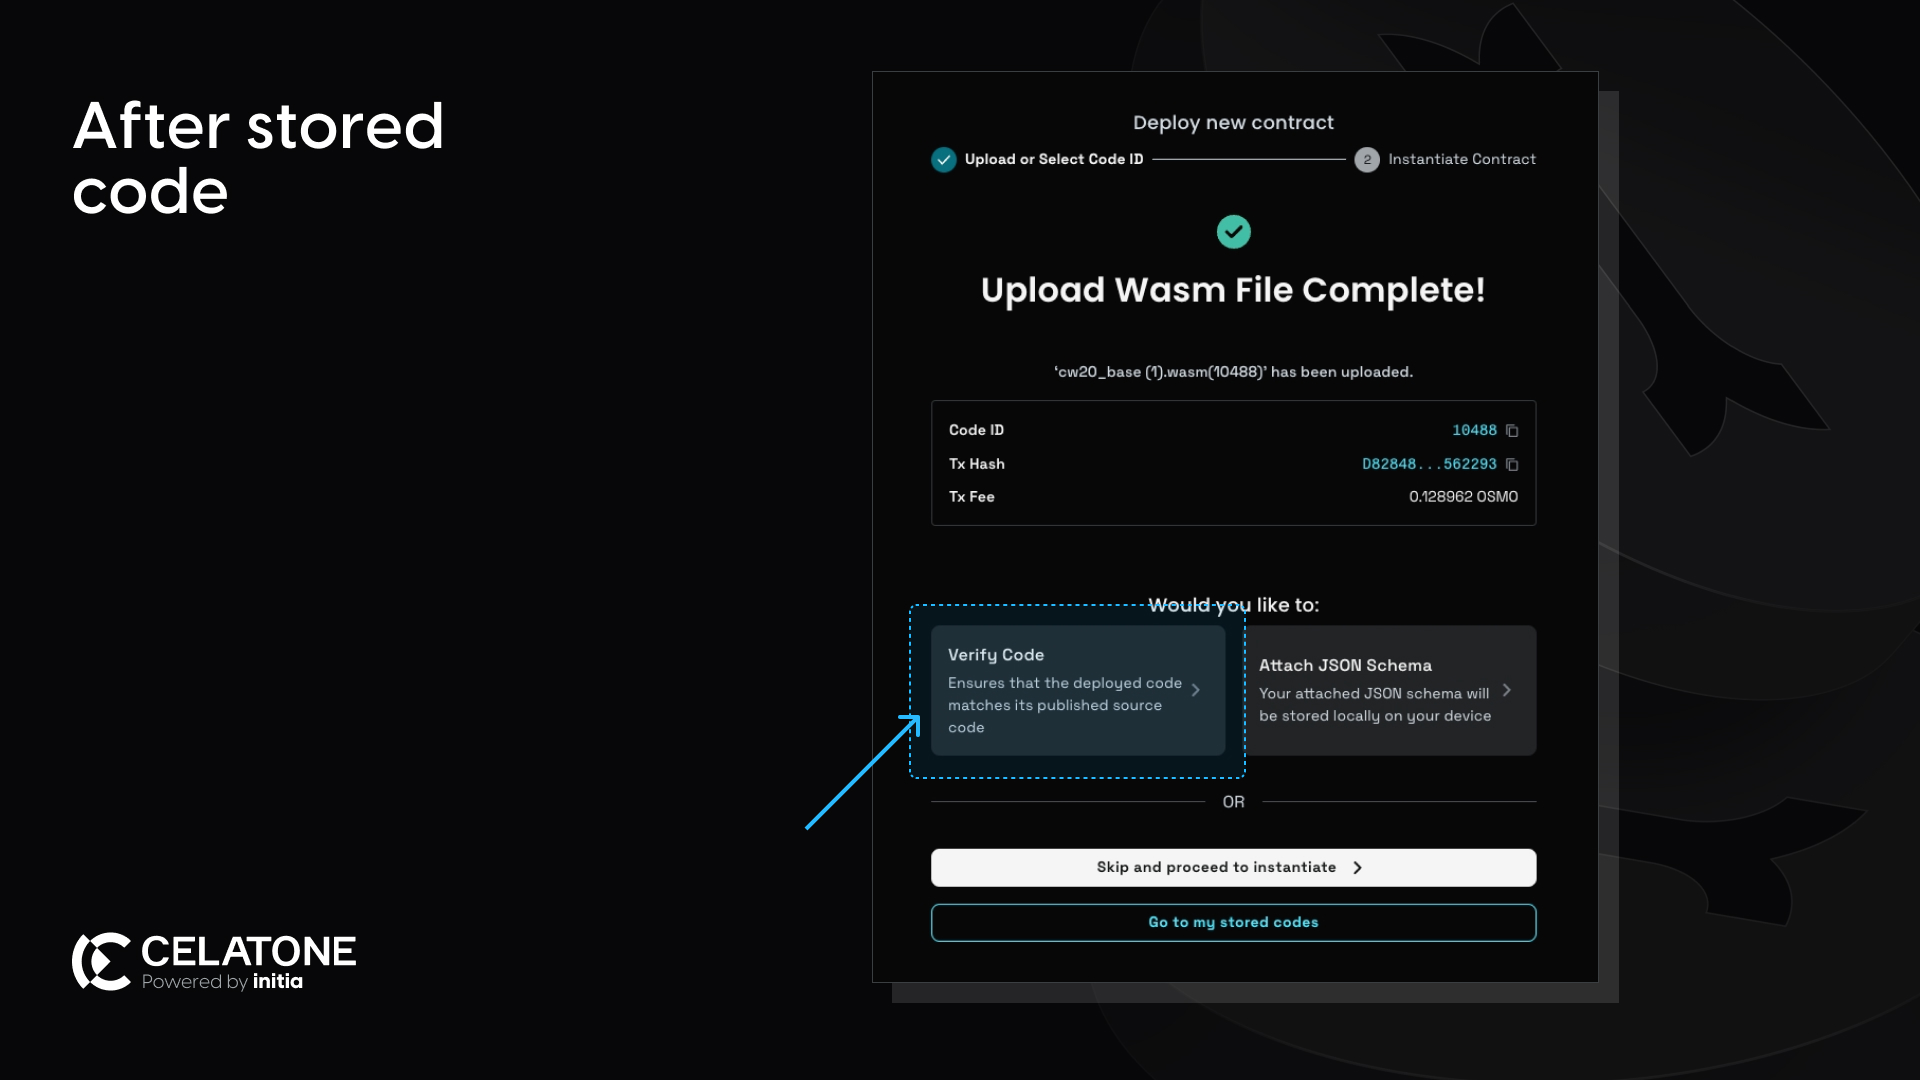 After stored
code
Deploy new contract
Upload or Select Code ID
2 Instantiate Contract
Upload Wasm File Complete!
‘cw20_base (1).wasm(10488)’ has been uploaded.
Code ID 10488
Tx Hash D82848...562293
Tx Fee 0.128962 OSMO
Would you like to:
Verify Code
Ensures that the deployed code
matches its published source
code
Attach JSON Schema
Your attached JSON schema will
be stored locally on your device
OR
Skip and proceed to instantiate
Go to my stored codes
CELATONE
Powered by initia